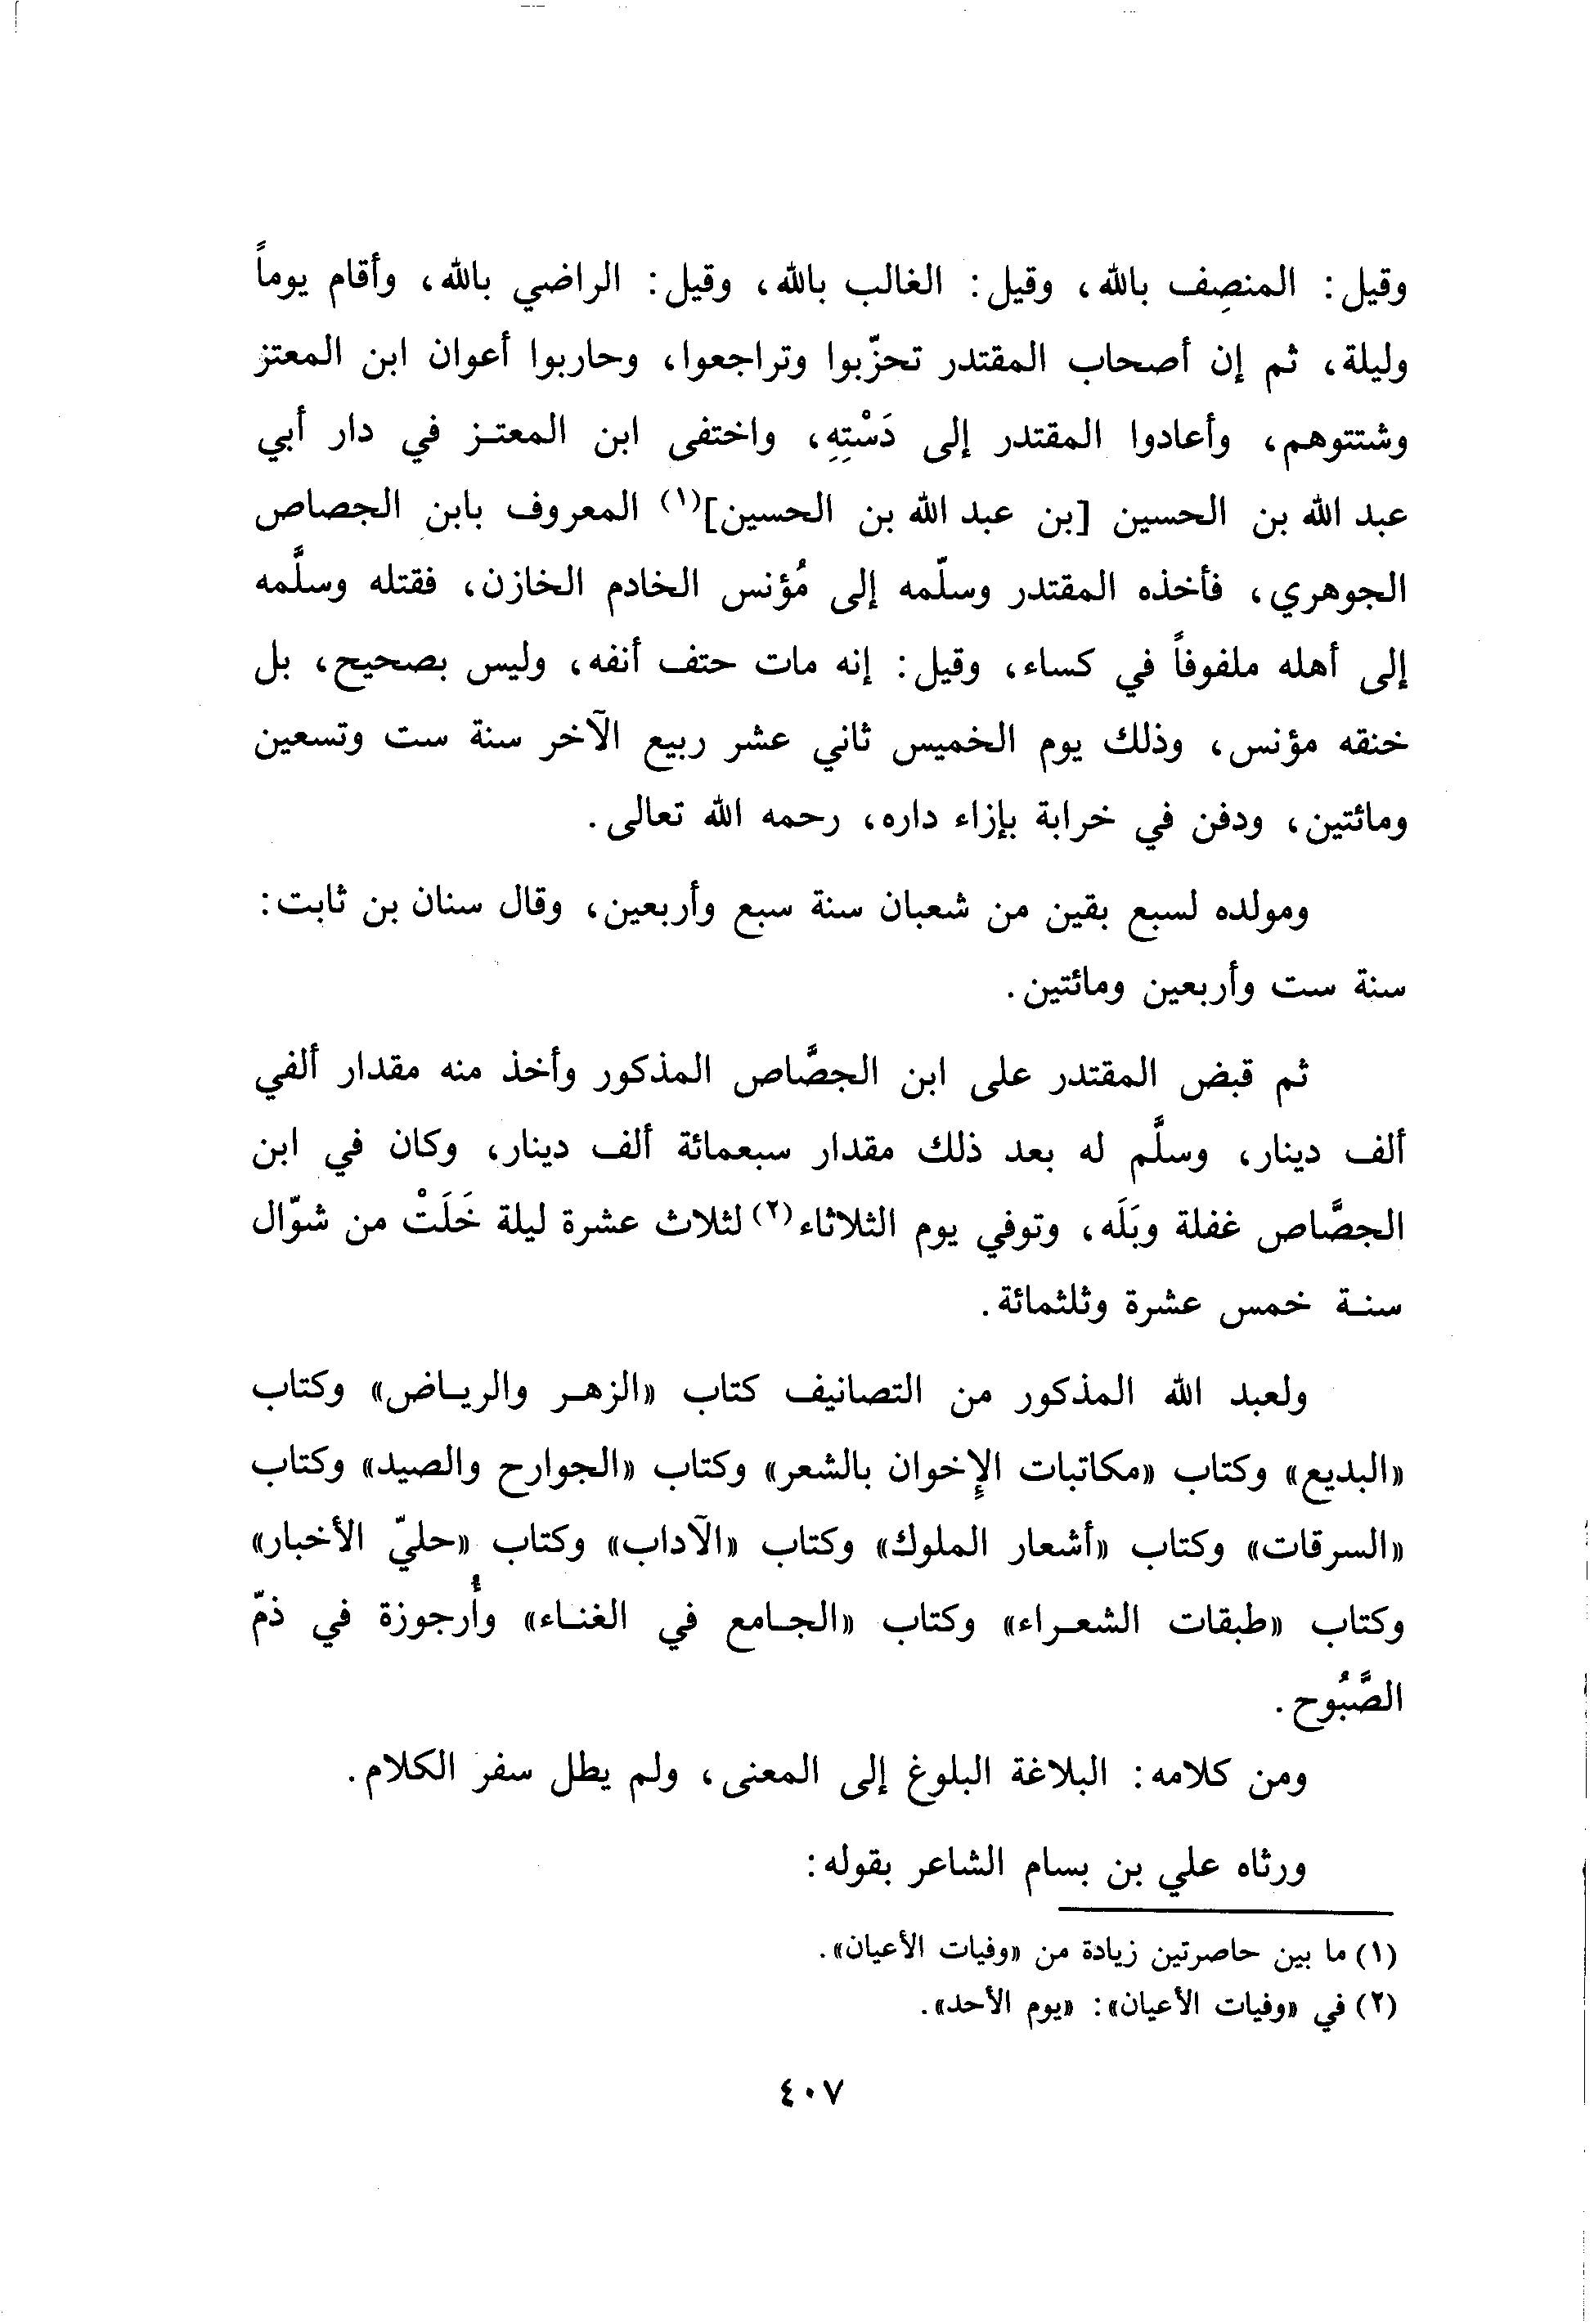 وقيل: المنصِف بالله، وقيل: الغالب بالله، وقيل: الراضي بالله، وأقام يوماً
وليلة، ثم إن أصحاب المقتدر تحزّبوا وتراجعوا، وحاربوا أعوان ابن المعتز
وشتتوهم، وأعادوا المقتدر إلى دَسْتِهِ، واختفى ابن المعتـز في دار أبي
عبد الله بن الحسين [بن عبد الله بن الحسين](١) المعروف بابن الجصاص
الجوهري، فأخذه المقتدر وسلّمه إلى مُؤنس الخادم الخازن، فقتله وسلَّمه
إلى أهله ملفوفاً في كساء، وقيل: إنه مات حتف أنفه، وليس بصحيح، بل
خنقه مؤنس، وذلك يوم الخميس ثاني عشر ربيع الآخر سنة ست وتسعين
ومائتين، ودفن في خرابة بإزاء داره، رحمه الله تعالى.
ومولده لسبع بقين من شعبان سنة سبع وأربعين، وقال سنان بن ثابت:
سنة ست وأربعين ومائتين.
ثم قبض المقتدر على ابن الجصَّاص المذكور وأخذ منه مقدار ألفي
ألف دينار، وسلَّم له بعد ذلك مقدار سبعمائة ألف دينار، وكان في ابن
الجصَّاص غفلة وبَلَه، وتوفي يوم الثلاثاء(٢) لثلاث عشرة ليلة خَلَتْ من شوّال
سنـة خمس عشرة وثلثمائة.
ولعبد الله المذكور من التصانيف كتاب «الزهـر والريـاض» وكتاب
«البديع» وكتاب «مكاتبات الإخوان بالشعر» وكتاب «الجوارح والصيد» وكتاب
«السرقات» وكتاب «أشعار الملوك» وكتاب «الآداب» وكتاب «حليّ الأخبار»
وكتاب «طبقات الشعـراء» وكتاب «الجـامع في الغنـاء» وأُرجوزة في ذمّ
الصَّبُوح.
ومن كلامه: البلاغة البلوغ إلى المعنى، ولم يطل سفر الكلام.
ورثاه علي بن بسام الشاعر بقوله:
(١) ما بين حاصرتين زيادة من «وفيات الأعيان».
(٢) في «وفيات الأعيان»: «يوم الأحد».
٤٠٧